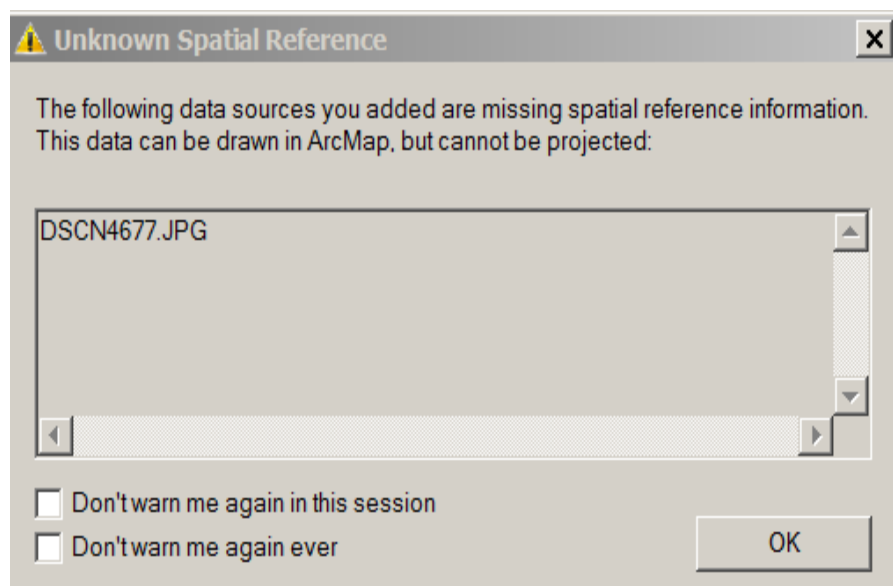 Unknown Spatial Reference
The following data sources you added are missing spatial reference information.
This data can be drawn in ArcMap, but cannot be projected:
DSCN4677.JPG
Don't warn me again in this session
Don't warn me again ever
OK